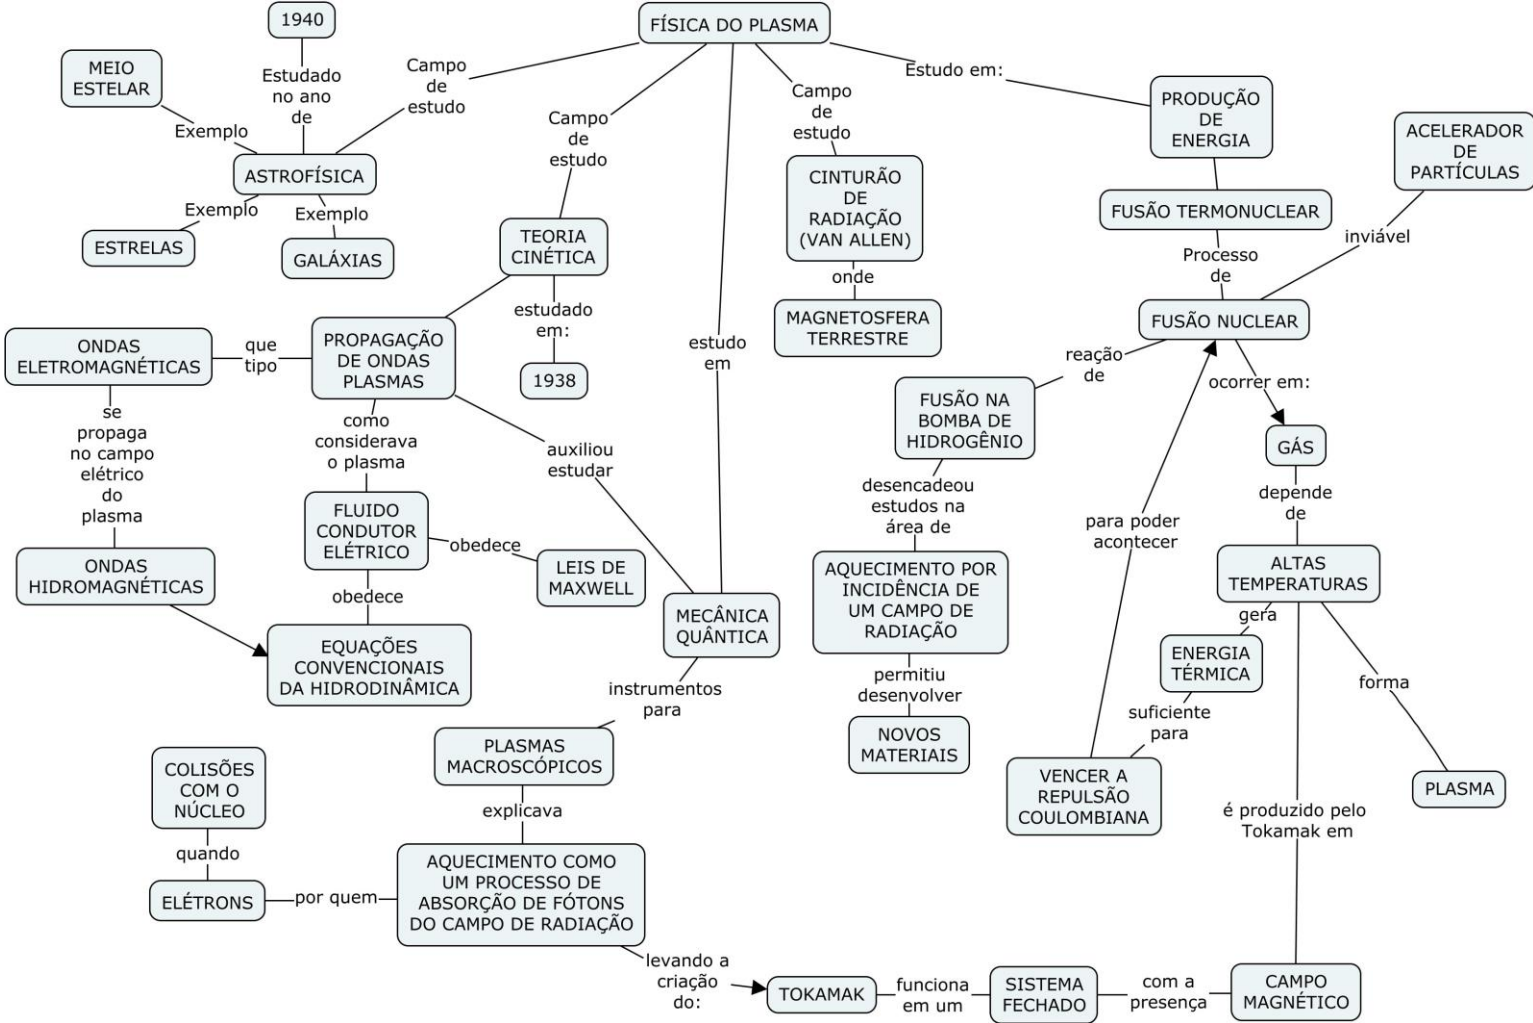 1940
FÍSICA DO PLASMA
MEIO
ESTELAR
Estudado
no ano
de
Campo
de
estudo
Exemplo
ASTROFÍSICA
Exemplo
ESTRELAS
Exemplo
GALÁXIAS
Campo
de
estudo
TEORIA
CINÉTICA
estudado
em:
1938
PROPAGAÇÃO
DE ONDAS
PLASMAS
que
tipo
ONDAS
ELETROMAGNÉTICAS
se
propaga
no campo
elétrico
do
plasma
ONDAS
HIDROMAGNÉTICAS
como
considerava
o plasma
FLUIDO
CONDUTOR
ELÉTRICO
obedece
LEIS DE
MAXWELL
obedece
EQUAÇÕES
CONVENCIONAIS
DA HIDRODINÂMICA
auxiliou
estudar
estudo
em
MECÂNICA
QUÂNTICA
instrumentos
para
PLASMAS
MACROSCÓPICOS
explicava
AQUECIMENTO COMO
UM PROCESSO DE
ABSORÇÃO DE FÓTONS
DO CAMPO DE RADIAÇÃO
por quem
ELÉTRONS
quando
COLISÕES
COM O
NÚCLEO
levando a
criação
do:
TOKAMAK
funciona
em um
SISTEMA
FECHADO
com a
presença
CAMPO
MAGNÉTICO
Campo
de
estudo
CINTURÃO
DE
RADIAÇÃO
(VAN ALLEN)
onde
MAGNETOSFERA
TERRESTRE
Estudo em:
PRODUÇÃO
DE
ENERGIA
FUSÃO TERMONUCLEAR
Processo
de
FUSÃO NUCLEAR
inviável
ACELERADOR
DE
PARTÍCULAS
reação
de
FUSÃO NA
BOMBA DE
HIDROGÊNIO
desencadeou
estudos na
área de
AQUECIMENTO POR
INCIDÊNCIA DE
UM CAMPO DE
RADIAÇÃO
permitiu
desenvolver
NOVOS
MATERIAIS
ocorrer em:
GÁS
depende
de
ALTAS
TEMPERATURAS
gera
ENERGIA
TÉRMICA
suficiente
para
VENCER A
REPULSÃO
COULOMBIANA
para poder
acontecer
forma
PLASMA
é produzido pelo
Tokamak em